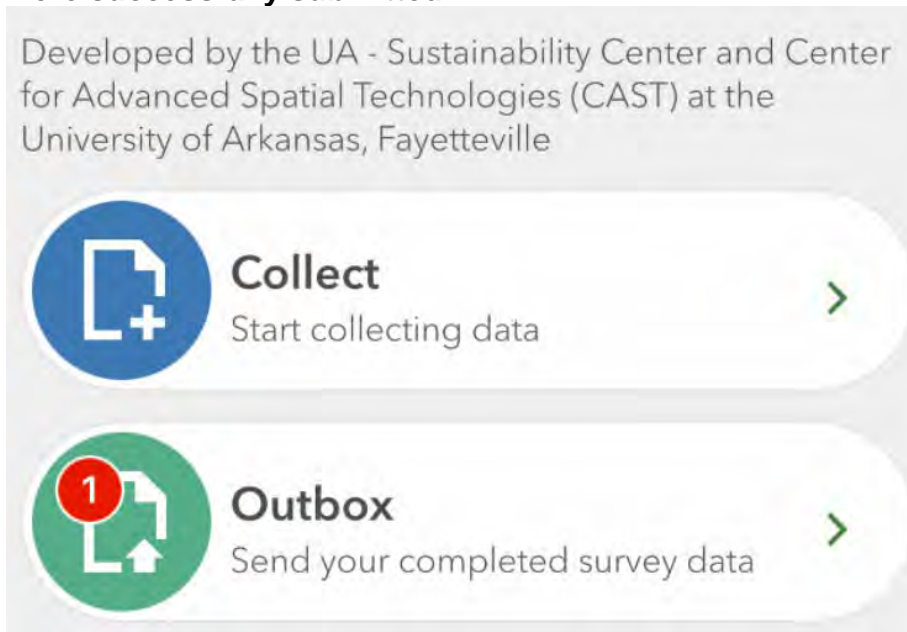 Developed by the UA - Sustainability Center and Center
for Advanced Spatial Technologies (CAST) at the
University of Arkansas, Fayetteville
Collect
Start collecting data
1
Outbox
Send your completed survey data